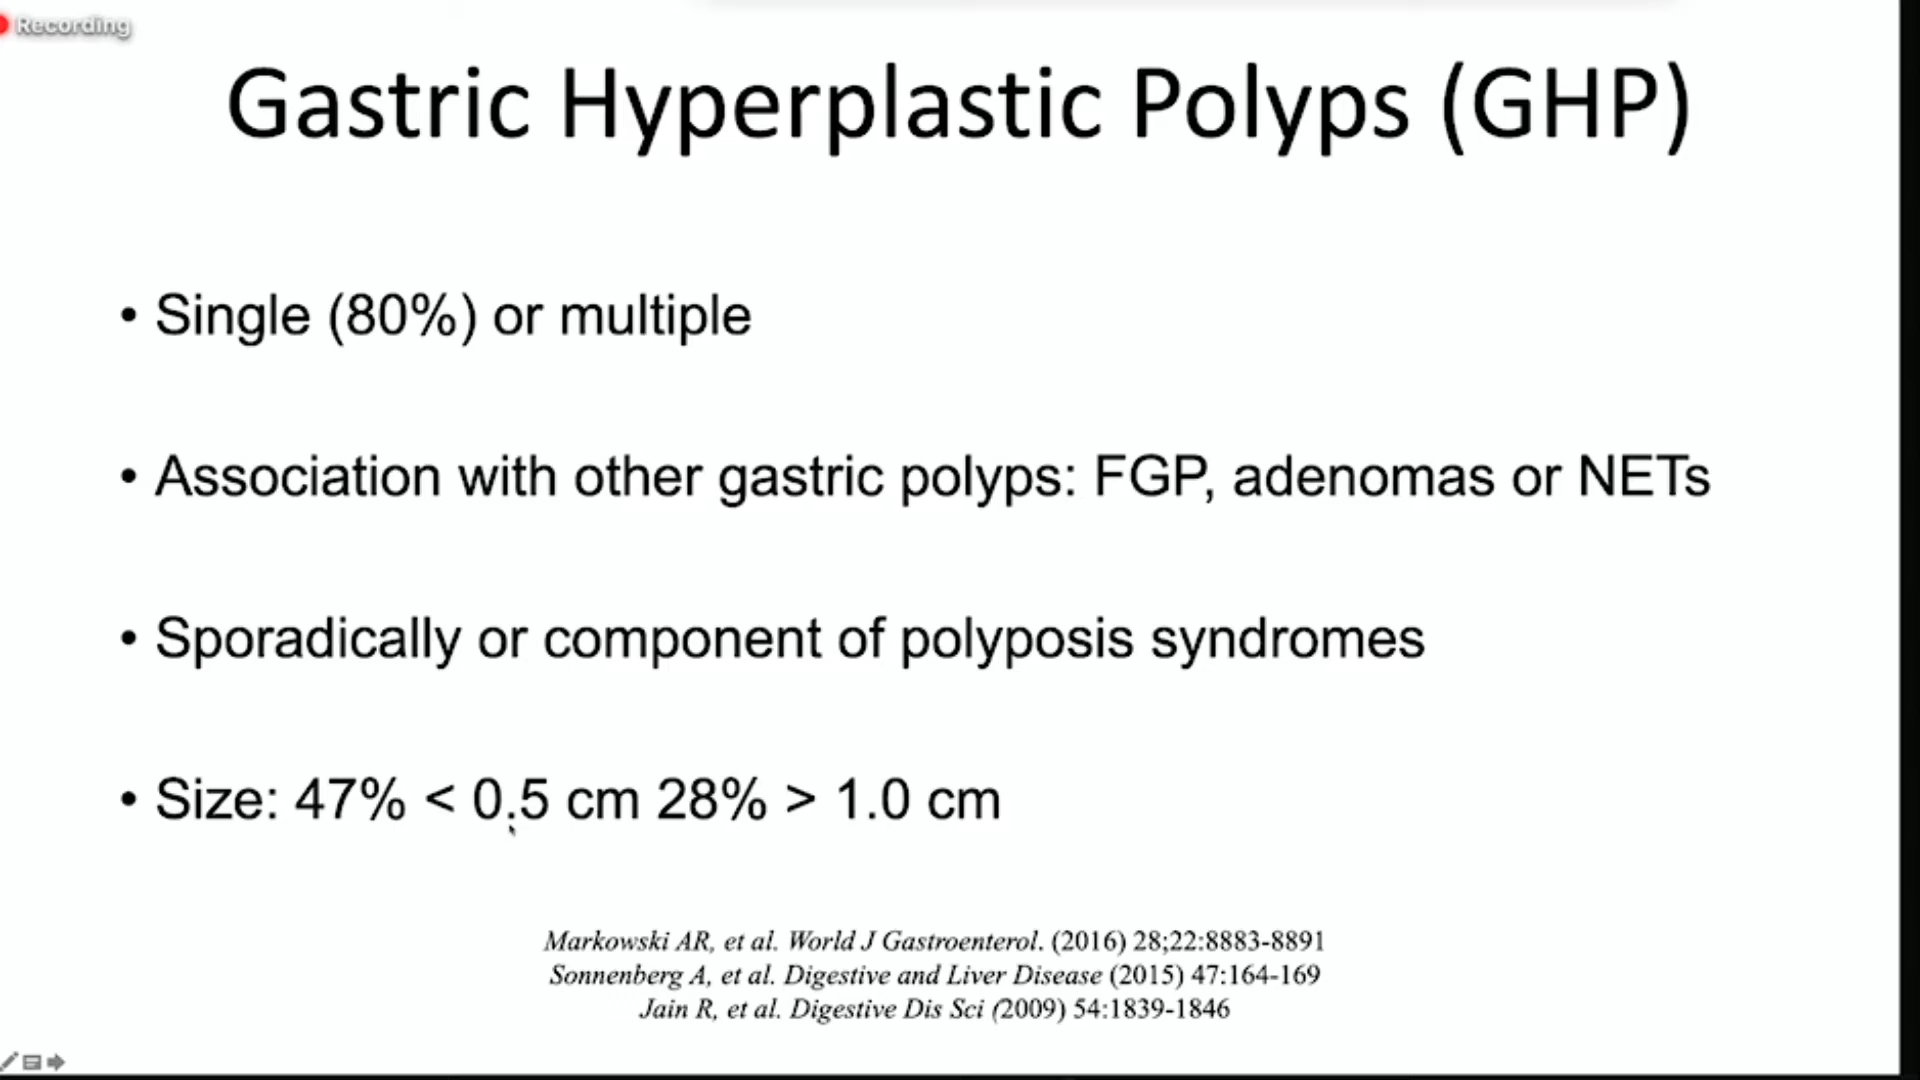 Recording
Gastric Hyperplastic Polyps (GHP)
• Single (80%) or multiple
• Association with other gastric polyps: FGP, adenomas or NETs
• Sporadically or component of polyposis syndromes
• Size: 47% < 0.5 cm 28% > 1.0 cm
Markowski AR, et al. World J Gastroenterol. (2016) 28;22:8883-8891
Sonnenberg A, et al. Digestive and Liver Disease (2015) 47:164-169
Jain R, et al. Digestive Dis Sci (2009) 54:1839-1846